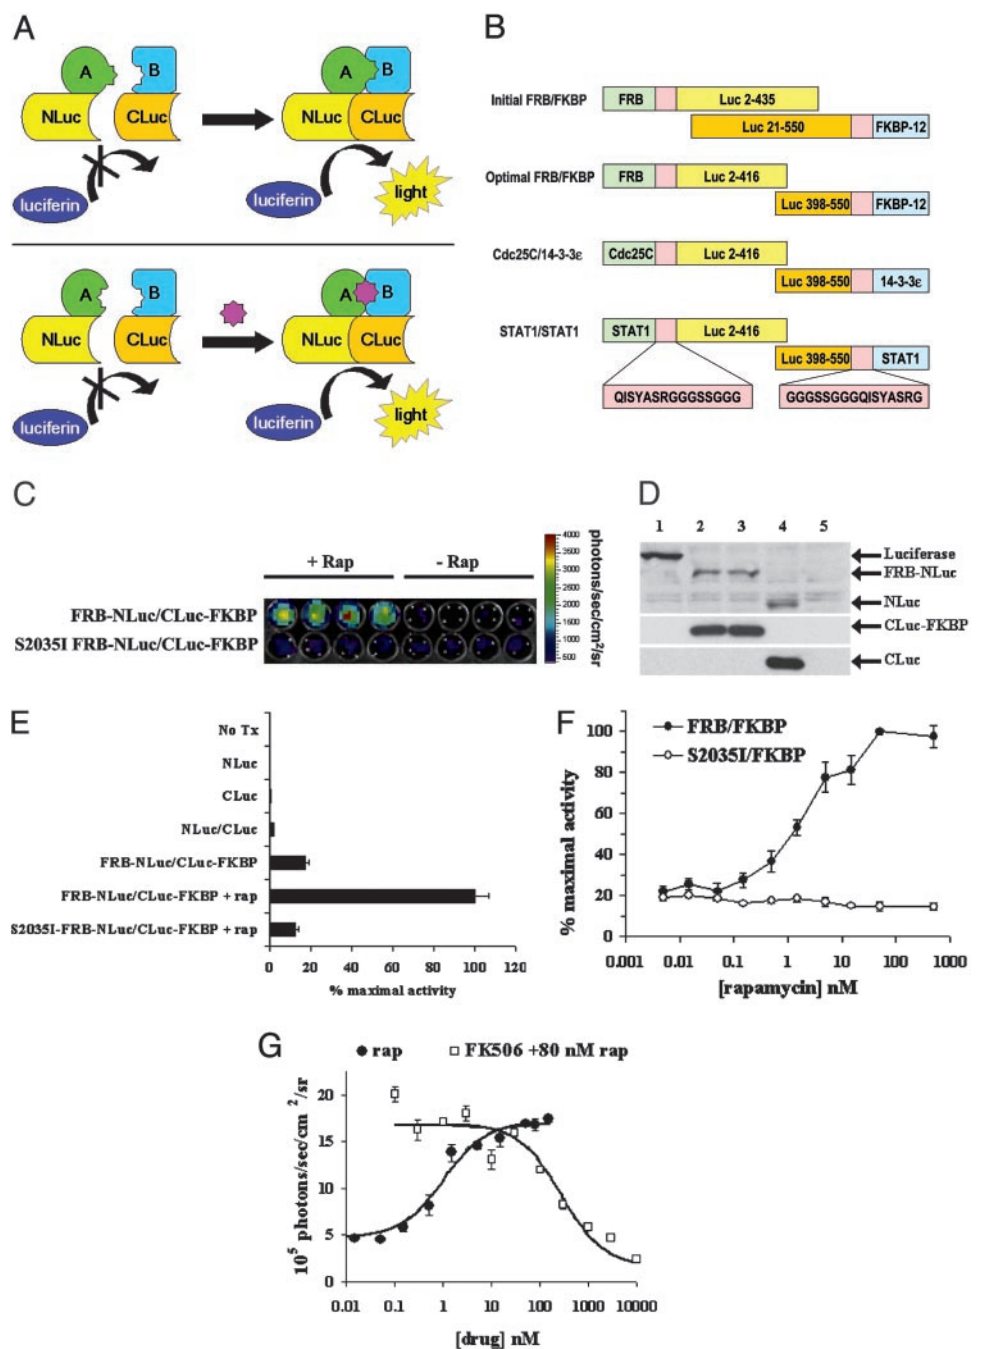 A
A
B
NLuc
CLuc
luciferin
A
B
NLuc
CLuc
luciferin
light
A
B
NLuc
CLuc
luciferin
A
B
NLuc
CLuc
luciferin
light
B
Initial FRB/FKBP
FRB
Luc 2-435
Luc 21-550
FKBP-12
Optimal FRB/FKBP
FRB
Luc 2-416
Luc 398-550
FKBP-12
Cdc25C/14-3-3ε
Cdc25C
Luc 2-416
Luc 398-550
14-3-3ε
STAT1/STAT1
STAT1
Luc 2-416
Luc 398-550
STAT1
QISYASRGGGSSGGG
GGGSSGGGQISYASRG
C
+ Rap
- Rap
FRB-NLuc/CLuc-FKBP
S2035I FRB-NLuc/CLuc-FKBP
4000
3500
3000
2500
2000
1500
1000
500
photons/sec/cm²/sr
D
1 2 3 4 5
Luciferase
FRB-NLuc
NLuc
CLuc-FKBP
CLuc
E
No Tx
NLuc
CLuc
NLuc/CLuc
FRB-NLuc/CLuc-FKBP
FRB-NLuc/CLuc-FKBP + rap
S2035I-FRB-NLuc/CLuc-FKBP + rap
0 20 40 60 80 100 120
% maximal activity
F
FRB/FKBP
S2035I/FKBP
% maximal activity
100
80
60
40
20
0
0.001 0.01 0.1 1 10 100 1000
[rapamycin] nM
G
rap
FK506 +80 nM rap
10⁵ photons/sec/cm²/sr
20
15
10
5
0
0.01 0.1 1 10 100 1000 10000
[drug] nM